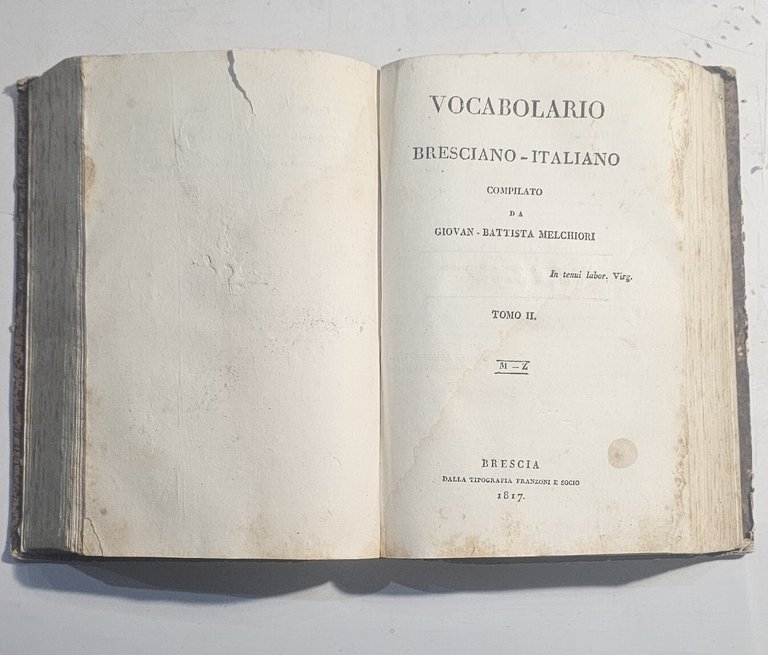 VOCABOLARIO
BRESCIANO - ITALIANO
COMPILATO
DA
GIOVAN - BATTISTA MELCHIORI
In tenui labor. Virg.
TOMO II.
M — Z
BRESCIA
DALLA TIPOGRAFIA FRANZONI E SOCIO
1817.